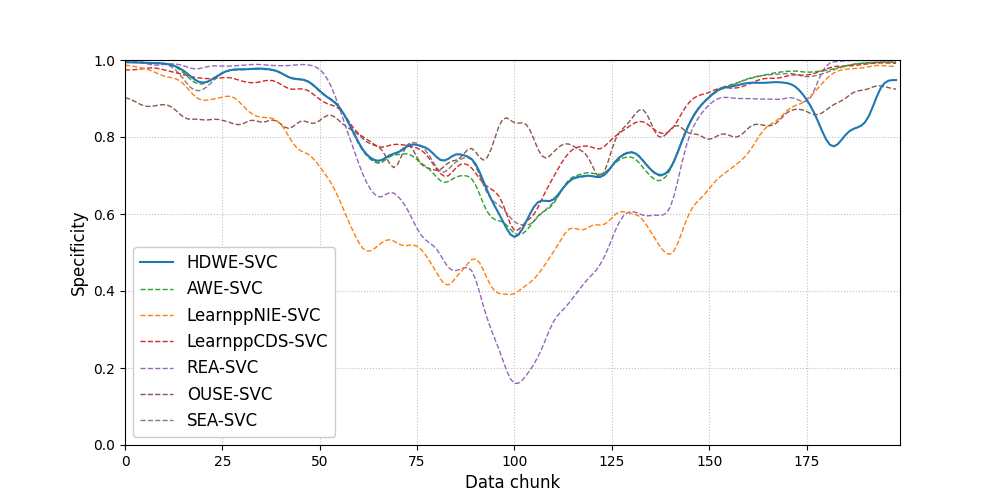 1.0
0.8
0.6
0.4
0.2
0.0
Specificity
HDWE-SVC
AWE-SVC
LearnppNIE-SVC
LearnppCDS-SVC
REA-SVC
OUSE-SVC
SEA-SVC
0 25 50 75 100 125 150 175
Data chunk